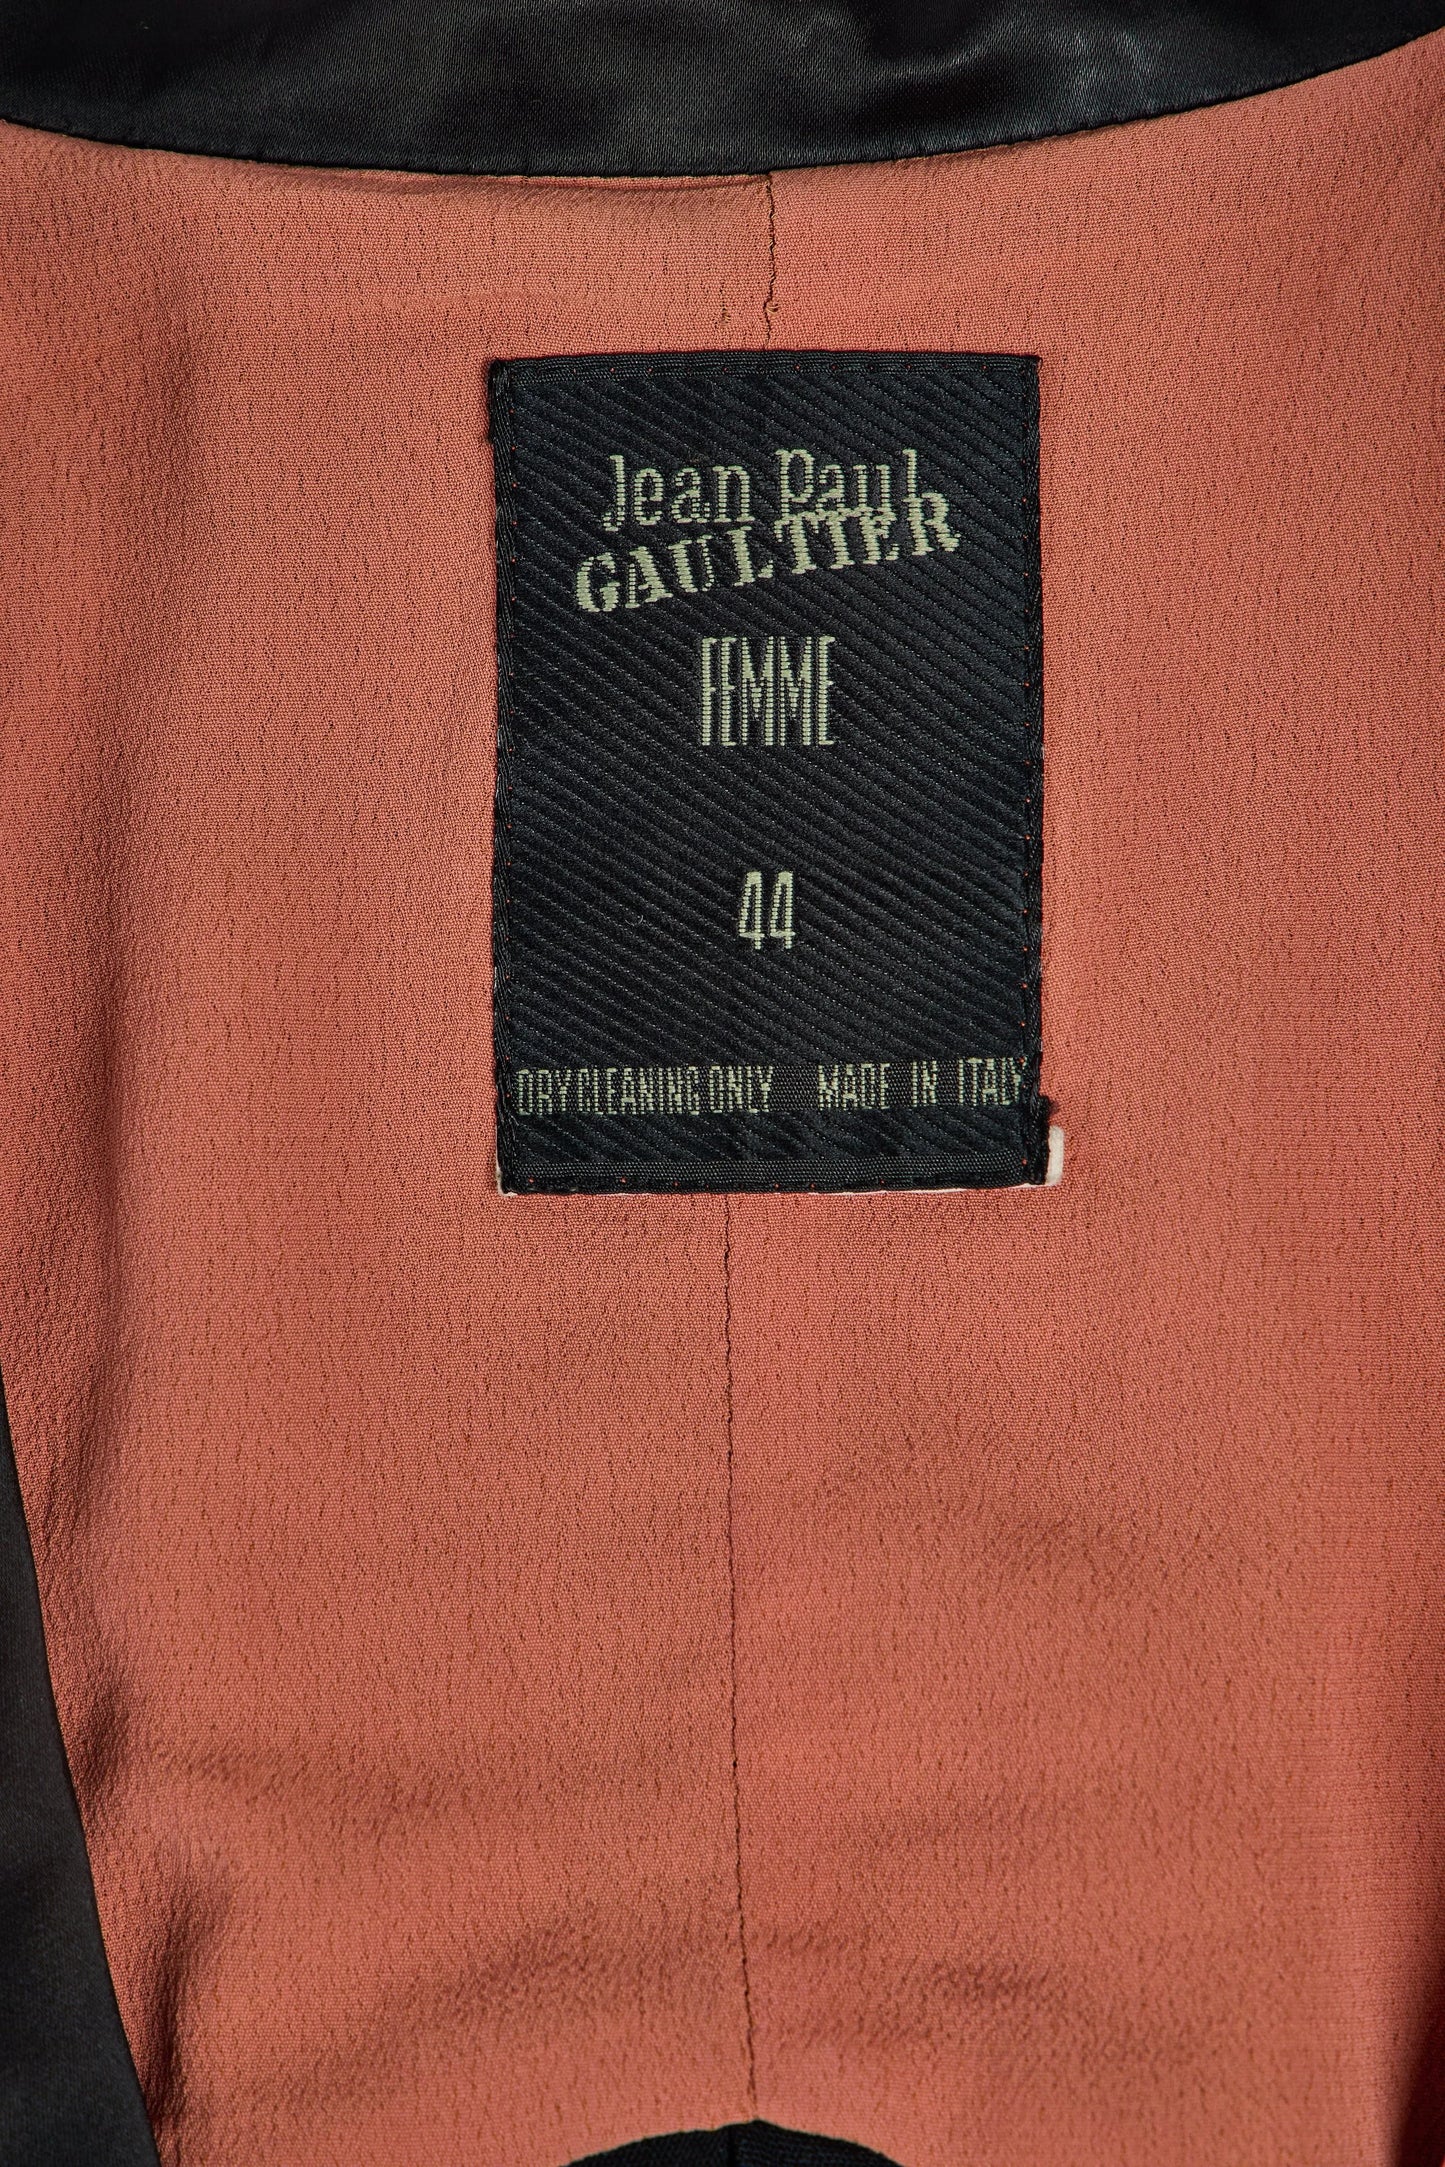 Jean Paul
GAULTIER
FEMME
44
DRY CLEANING ONLY MADE IN ITALY